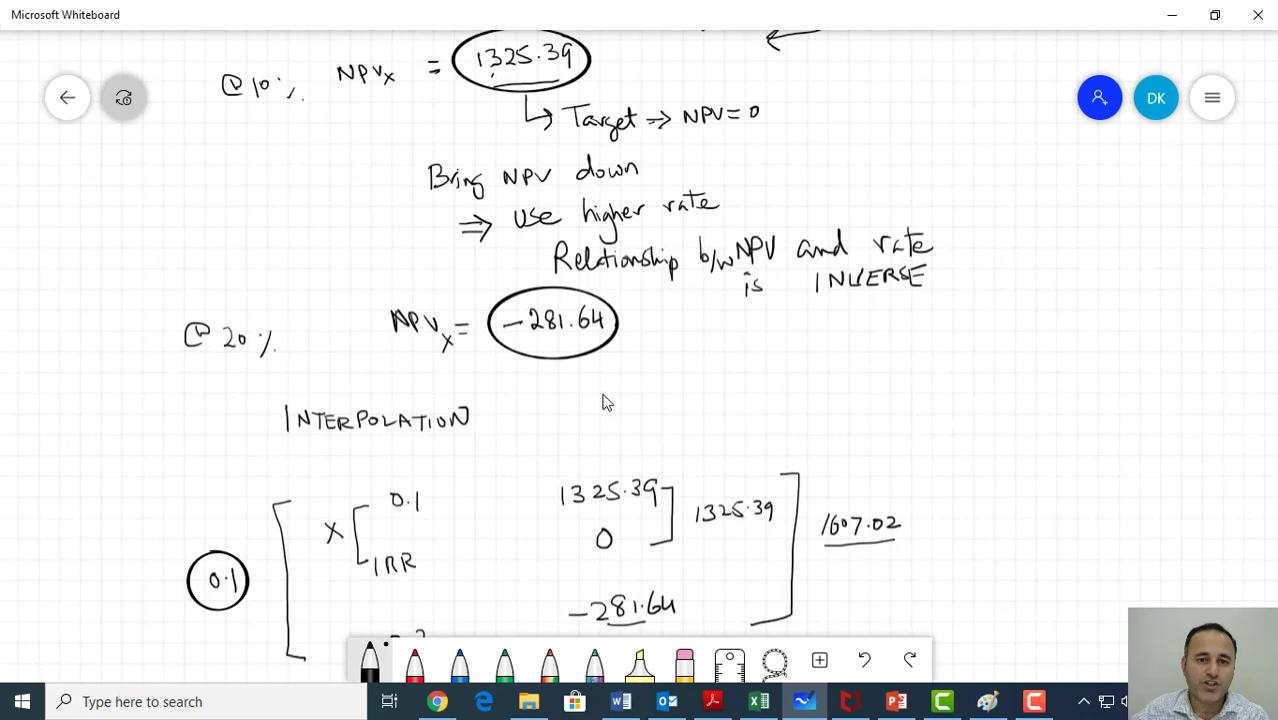 Microsoft Whiteboard
@ 10 %. NPVx = 1325.39
DK
↳ Target ⇒ NPV = 0
Bring NPV down
⇒ Use higher rate
Relationship b/w NPV and rate
is INVERSE
@ 20 %. NPVx = -281.64
INTERPOLATION
0.1 1325.39
X 1325.39 1607.02
0
IRR
0.1
-281.64
Type here to search